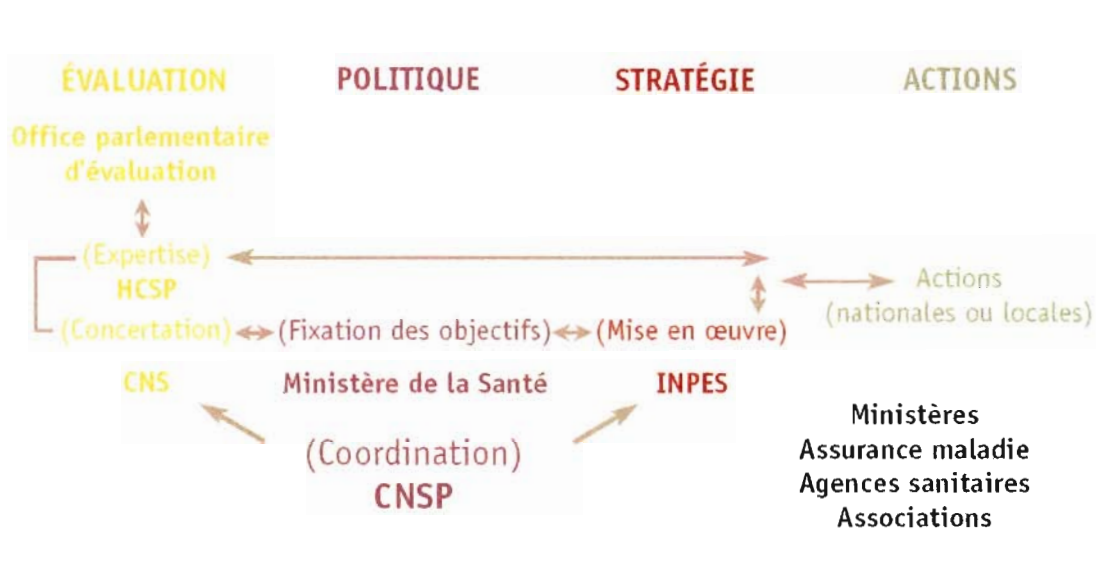 ÉVALUATION
POLITIQUE
STRATÉGIE
ACTIONS
Office parlementaire
d'évaluation
(Expertise)
HCSP
Actions
(nationales ou locales)
(Concertation)
(Fixation des objectifs)
(Mise en œuvre)
CNS
Ministère de la Santé
INPES
(Coordination)
CNSP
Ministères
Assurance maladie
Agences sanitaires
Associations